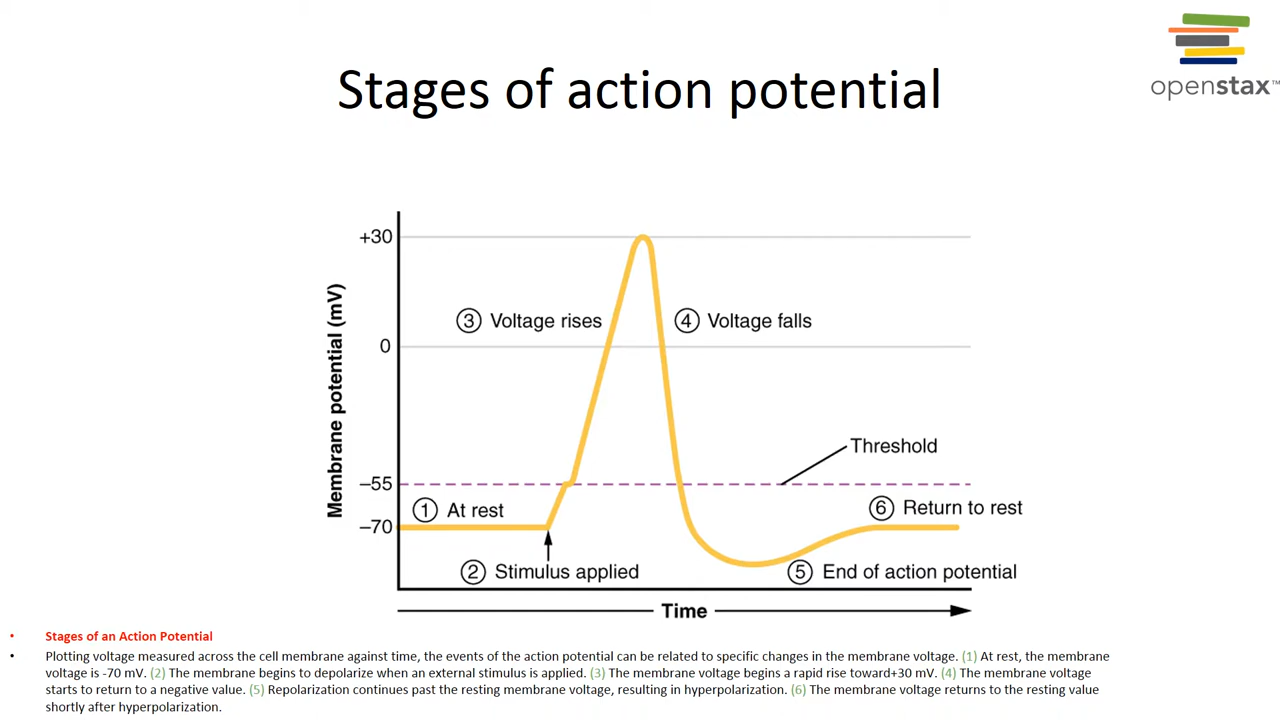 openstax™
Stages of action potential
+30
③ Voltage rises
④ Voltage falls
0
Membrane potential (mV)
Threshold
–55
① At rest
⑥ Return to rest
–70
② Stimulus applied
⑤ End of action potential
Time
• Stages of an Action Potential
• Plotting voltage measured across the cell membrane against time, the events of the action potential can be related to specific changes in the membrane voltage. (1) At rest, the membrane
voltage is -70 mV. (2) The membrane begins to depolarize when an external stimulus is applied. (3) The membrane voltage begins a rapid rise toward+30 mV. (4) The membrane voltage
starts to return to a negative value. (5) Repolarization continues past the resting membrane voltage, resulting in hyperpolarization. (6) The membrane voltage returns to the resting value
shortly after hyperpolarization.